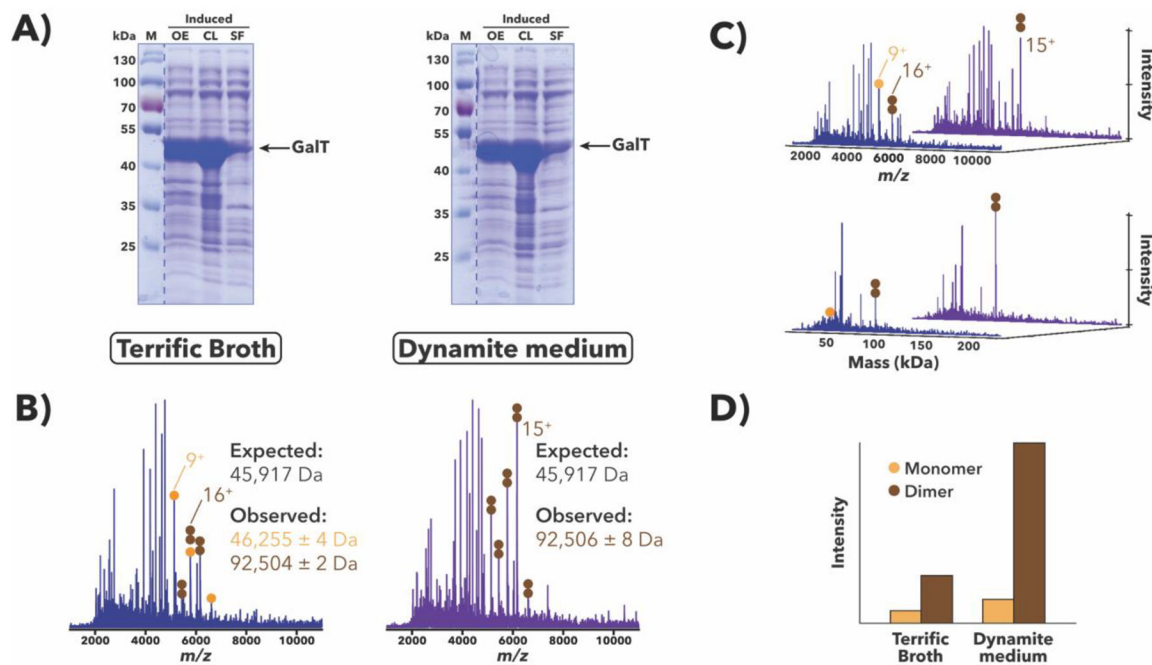 A)
Induced
kDa M OE CL SF
130
100
70
55
40
35
25
GalT
Terrific Broth
Induced
kDa M OE CL SF
130
100
70
55
40
35
25
GalT
Dynamite medium
B)
9+
16+
Expected:
45,917 Da
Observed:
46,255 ± 4 Da
92,504 ± 2 Da
2000 4000 6000 8000 10000
m/z
15+
Expected:
45,917 Da
Observed:
92,506 ± 8 Da
2000 4000 6000 8000 10000
m/z
C)
9+
16+
15+
Intensity
2000 4000 6000 8000 10000
m/z
Intensity
50 100 150 200
Mass (kDa)
D)
Monomer
Dimer
Intensity
Terrific Dynamite
Broth medium